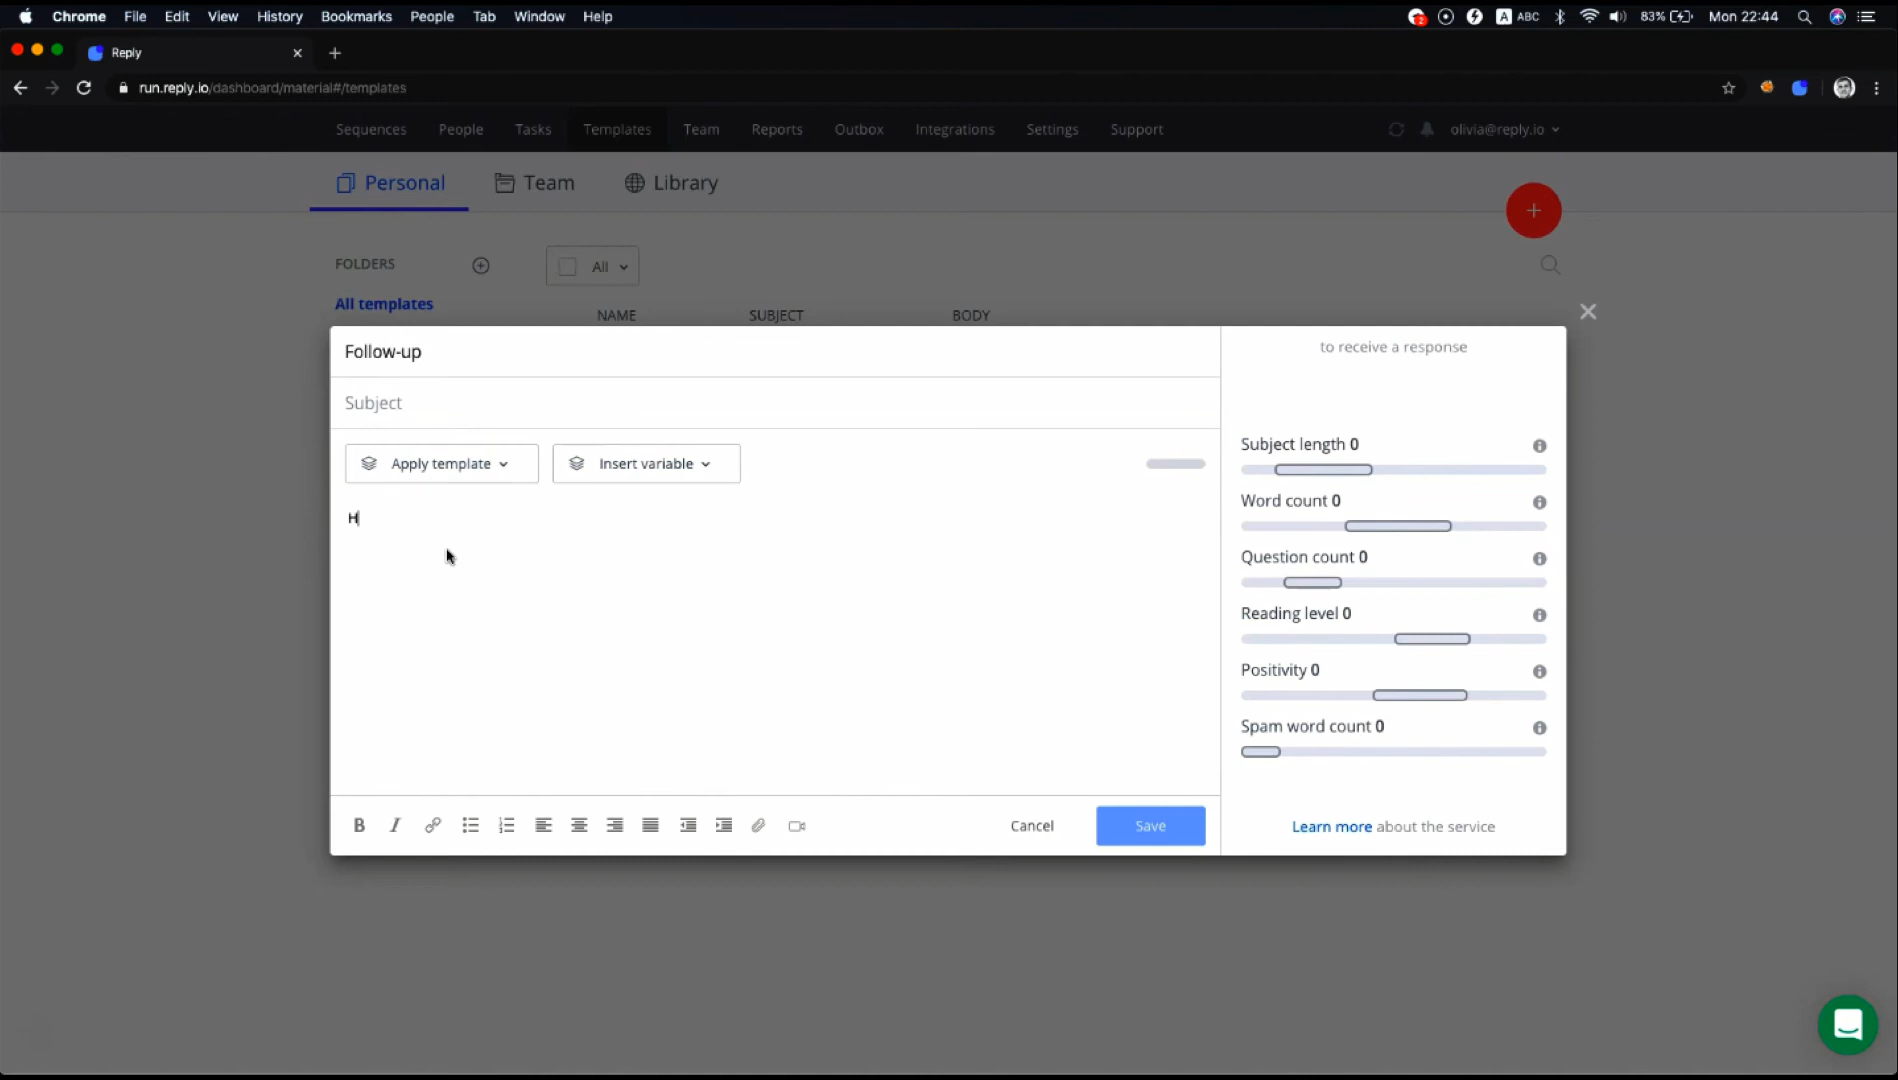 Chrome File Edit View History Bookmarks People Tab Window Help
2 A ABC 83% Mon 22:44
Reply
run.reply.io/dashboard/material#/templates
Sequences People Tasks Templates Team Reports Outbox Integrations Settings Support olivia@reply.io
Personal Team Library
+
FOLDERS All
All templates
NAME SUBJECT BODY
Follow-up
to receive a response
Subject
Subject length 0
Apply template Insert variable
Word count 0
H
Question count 0
Reading level 0
Positivity 0
Spam word count 0
B I Cancel Save
Learn more about the service